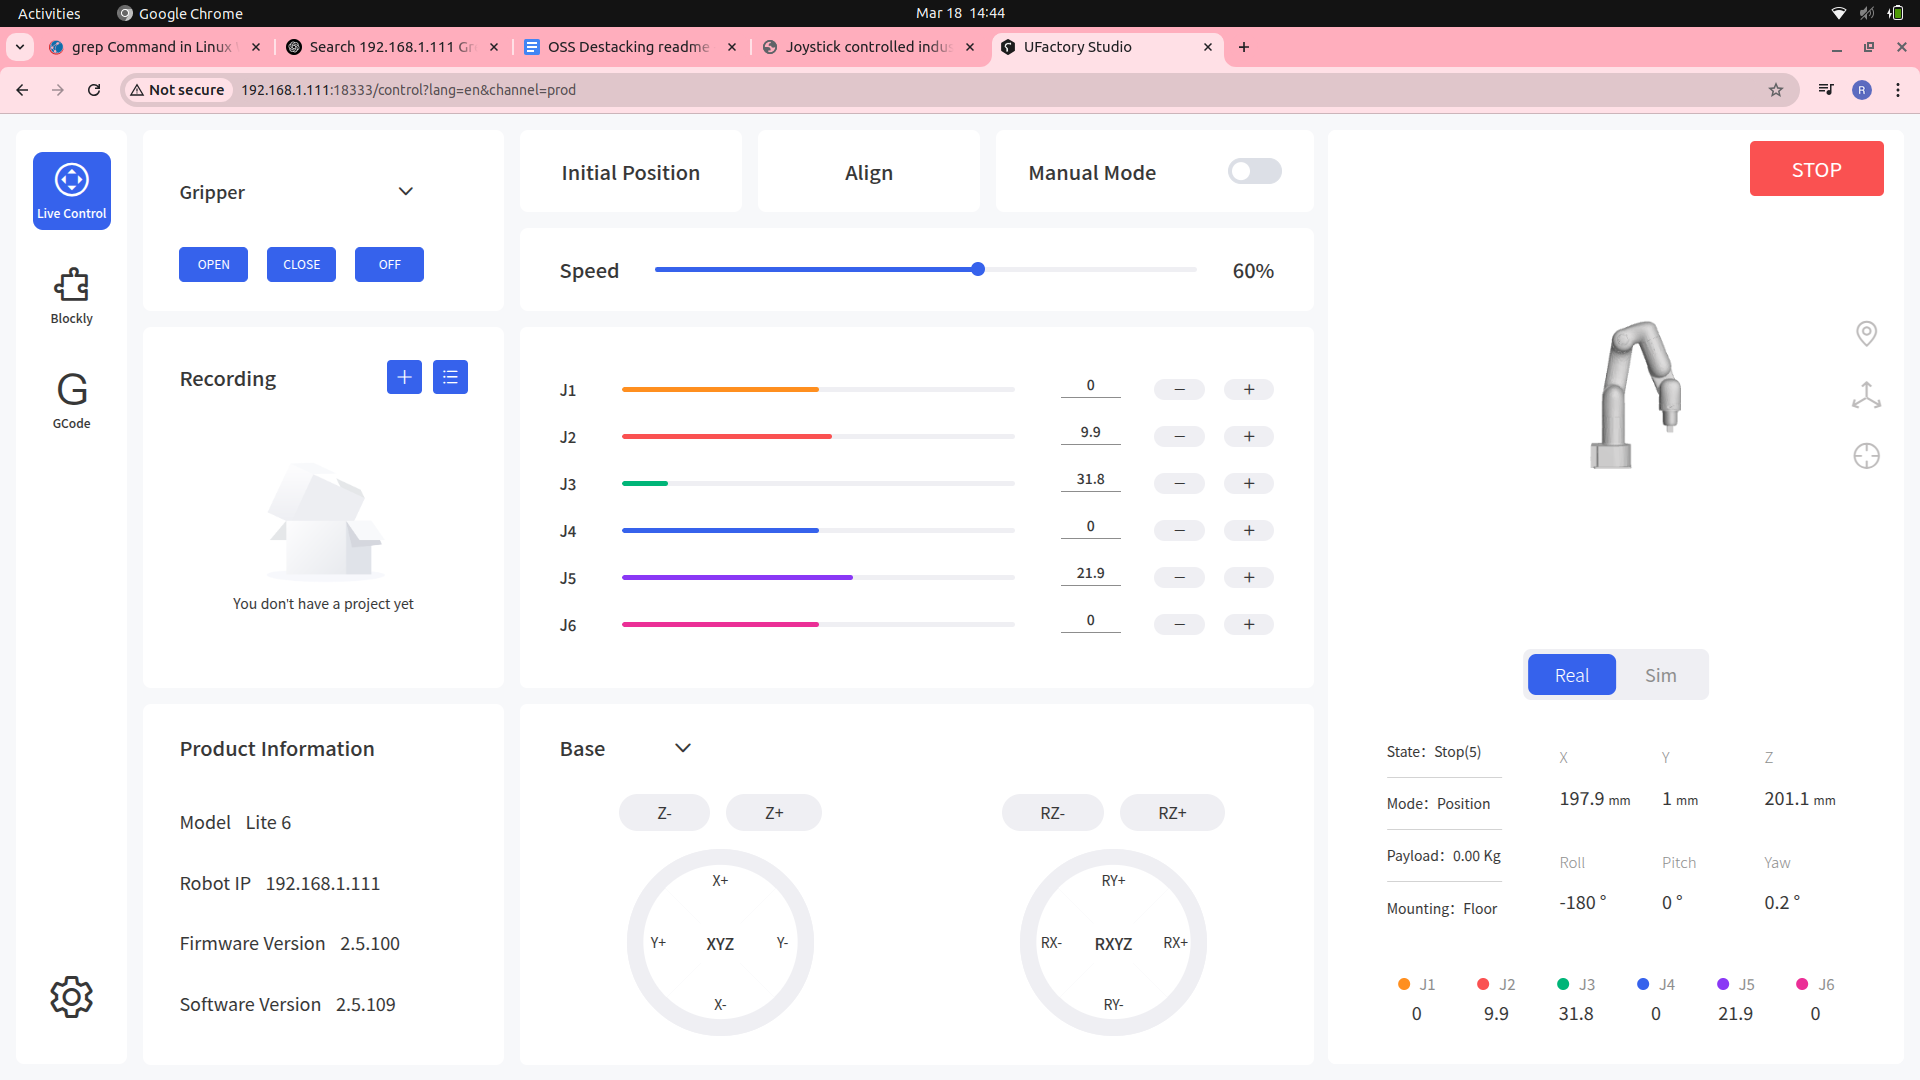 Activities
Google Chrome
Mar 18 14:44
grep Command in Linux
Search 192.168.1.111 Gr
OSS Destacking readme
Joystick controlled indus
UFactory Studio
Not secure
192.168.1.111:18333/control?lang=en&channel=prod
R
Live Control
Blockly
G
GCode
Gripper
OPEN
CLOSE
OFF
Initial Position
Align
Manual Mode
STOP
Speed
60%
Recording
You don't have a project yet
J1 0 − +
J2 9.9 − +
J3 31.8 − +
J4 0 − +
J5 21.9 − +
J6 0 − +
Real
Sim
Product Information
Model Lite 6
Robot IP 192.168.1.111
Firmware Version 2.5.100
Software Version 2.5.109
Base
Z-
Z+
X+
Y+
XYZ
Y-
X-
RZ-
RZ+
RY+
RX-
RXYZ
RX+
RY-
State: Stop(5)
Mode: Position
Payload: 0.00 Kg
Mounting: Floor
X Y Z
197.9 mm 1 mm 201.1 mm
Roll Pitch Yaw
-180 ° 0 ° 0.2 °
J1 J2 J3 J4 J5 J6
0 9.9 31.8 0 21.9 0